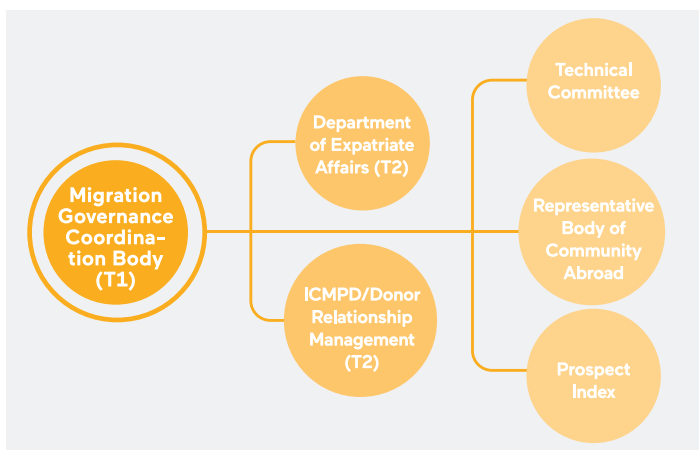 Migration
Governance
Coordina-
tion Body
(T1)
Department
of Expatriate
Affairs (T2)
ICMPD/Donor
Relationship
Management
(T2)
Technical
Committee
Representative
Body of
Community
Abroad
Prospect
Index